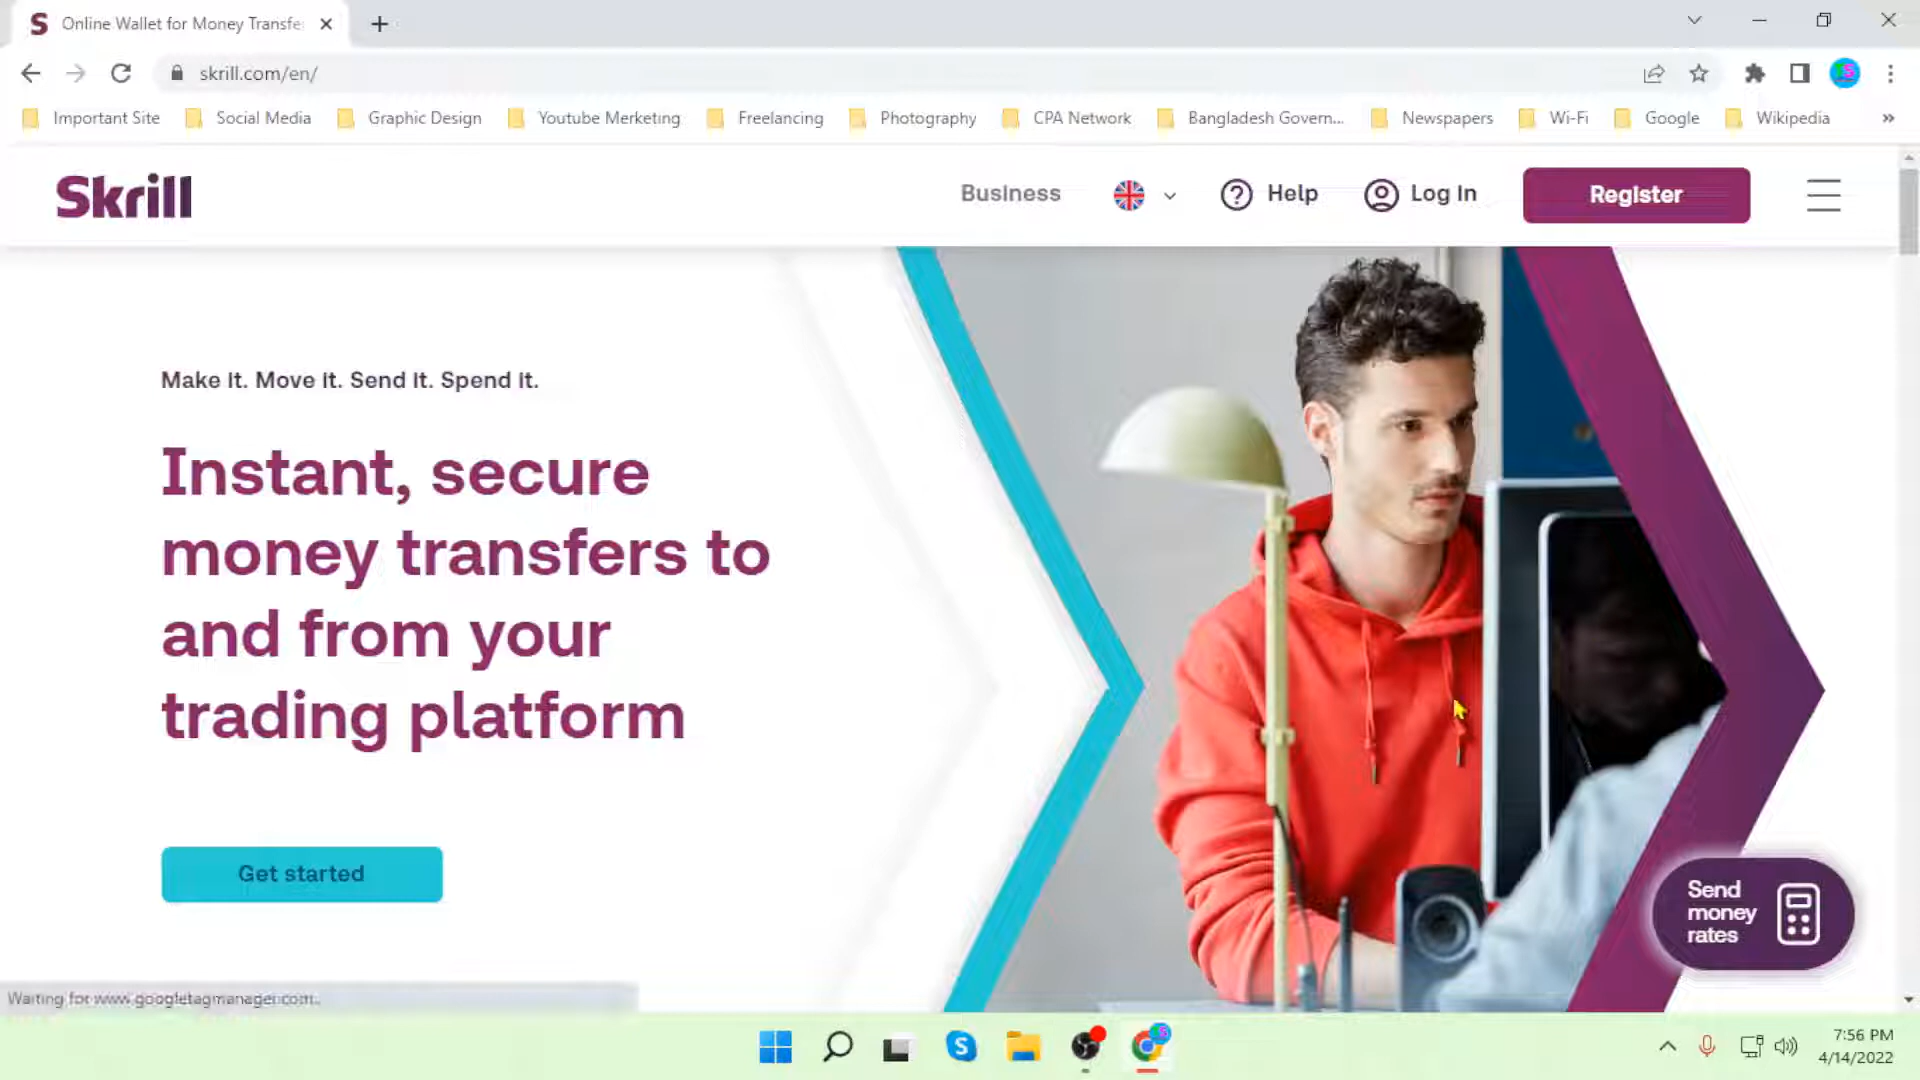 Online Wallet for Money Transfe
skrill.com/en/
Important Site
Social Media
Graphic Design
Youtube Merketing
Freelancing
Photography
CPA Network
Bangladesh Govern...
Newspapers
Wi-Fi
Google
Wikipedia
Skrill
Business
Help
Log In
Register
Make it. Move it. Send it. Spend it.
Instant, secure
money transfers to
and from your
trading platform
Get started
Send
money
rates
Waiting for www.googletagmanager.com...
7:56 PM
4/14/2022